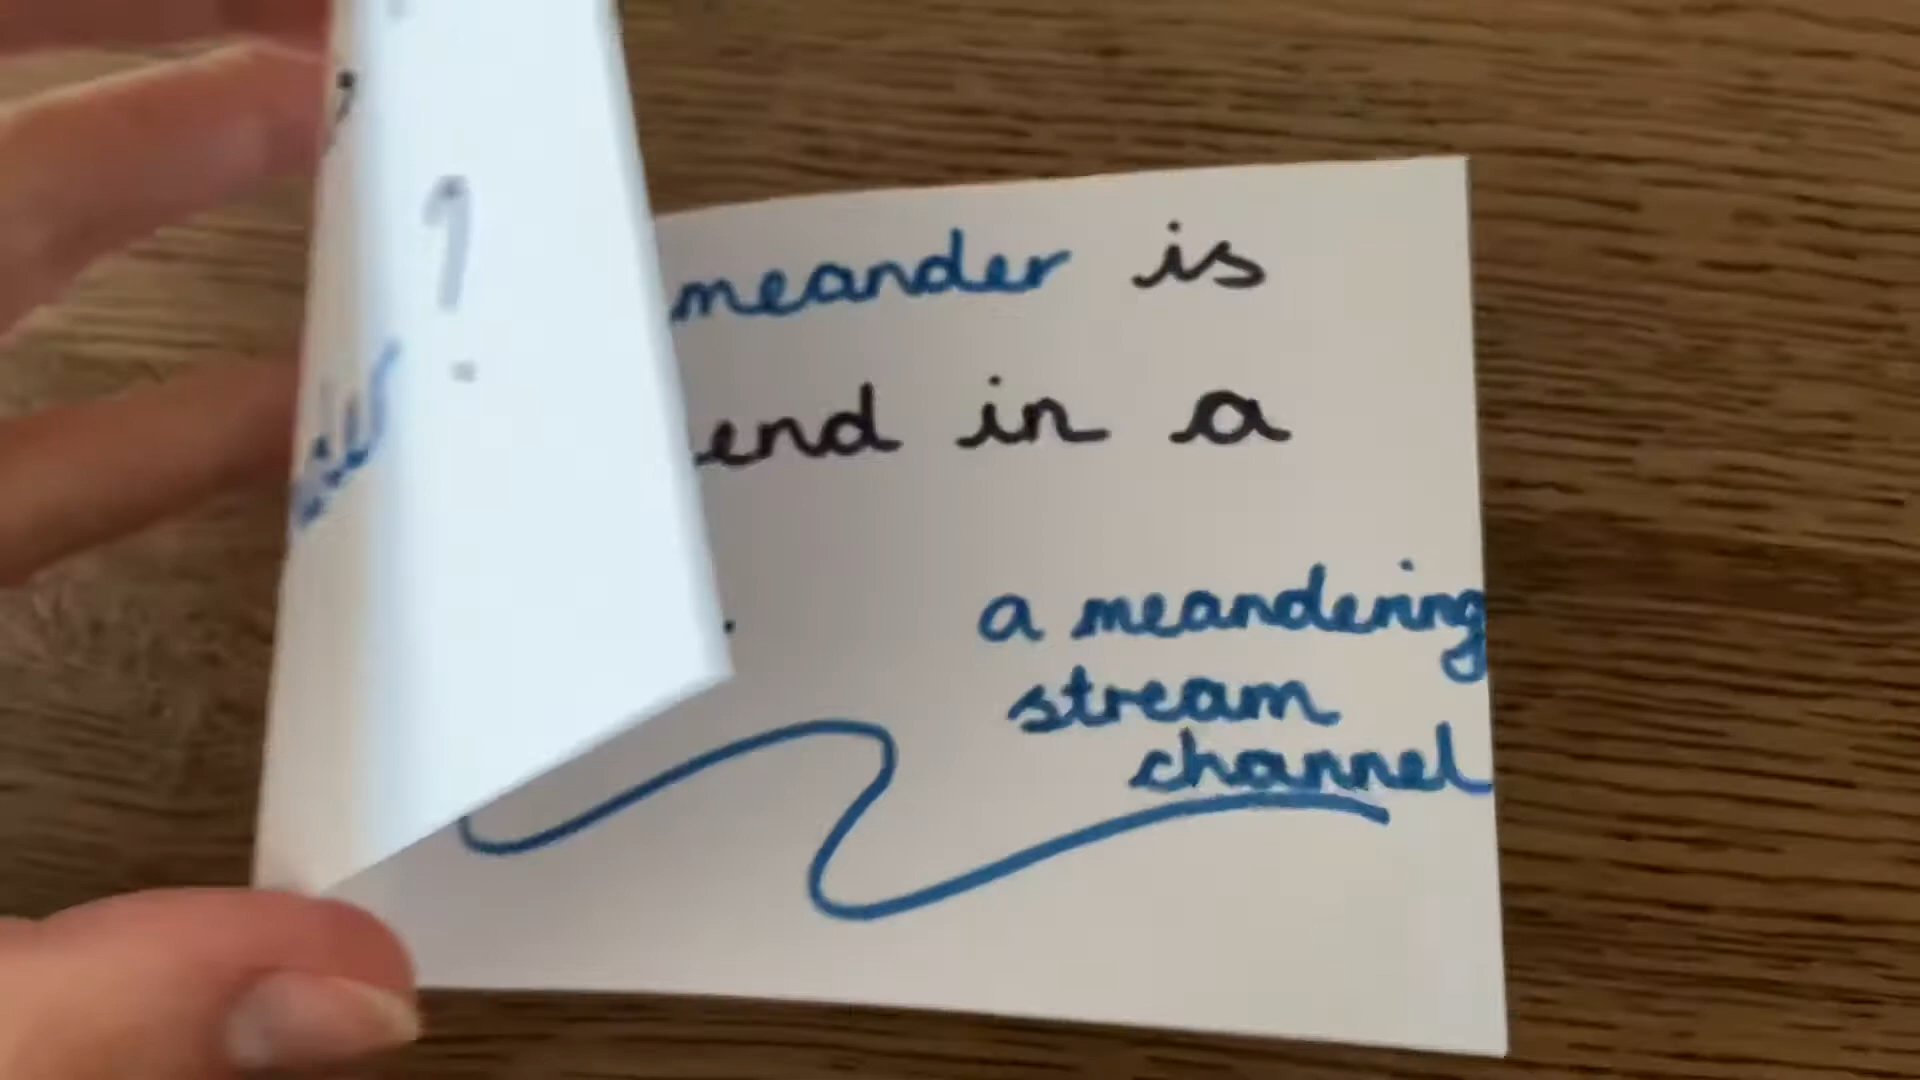 meander is
end in a
a meandering
stream
channel